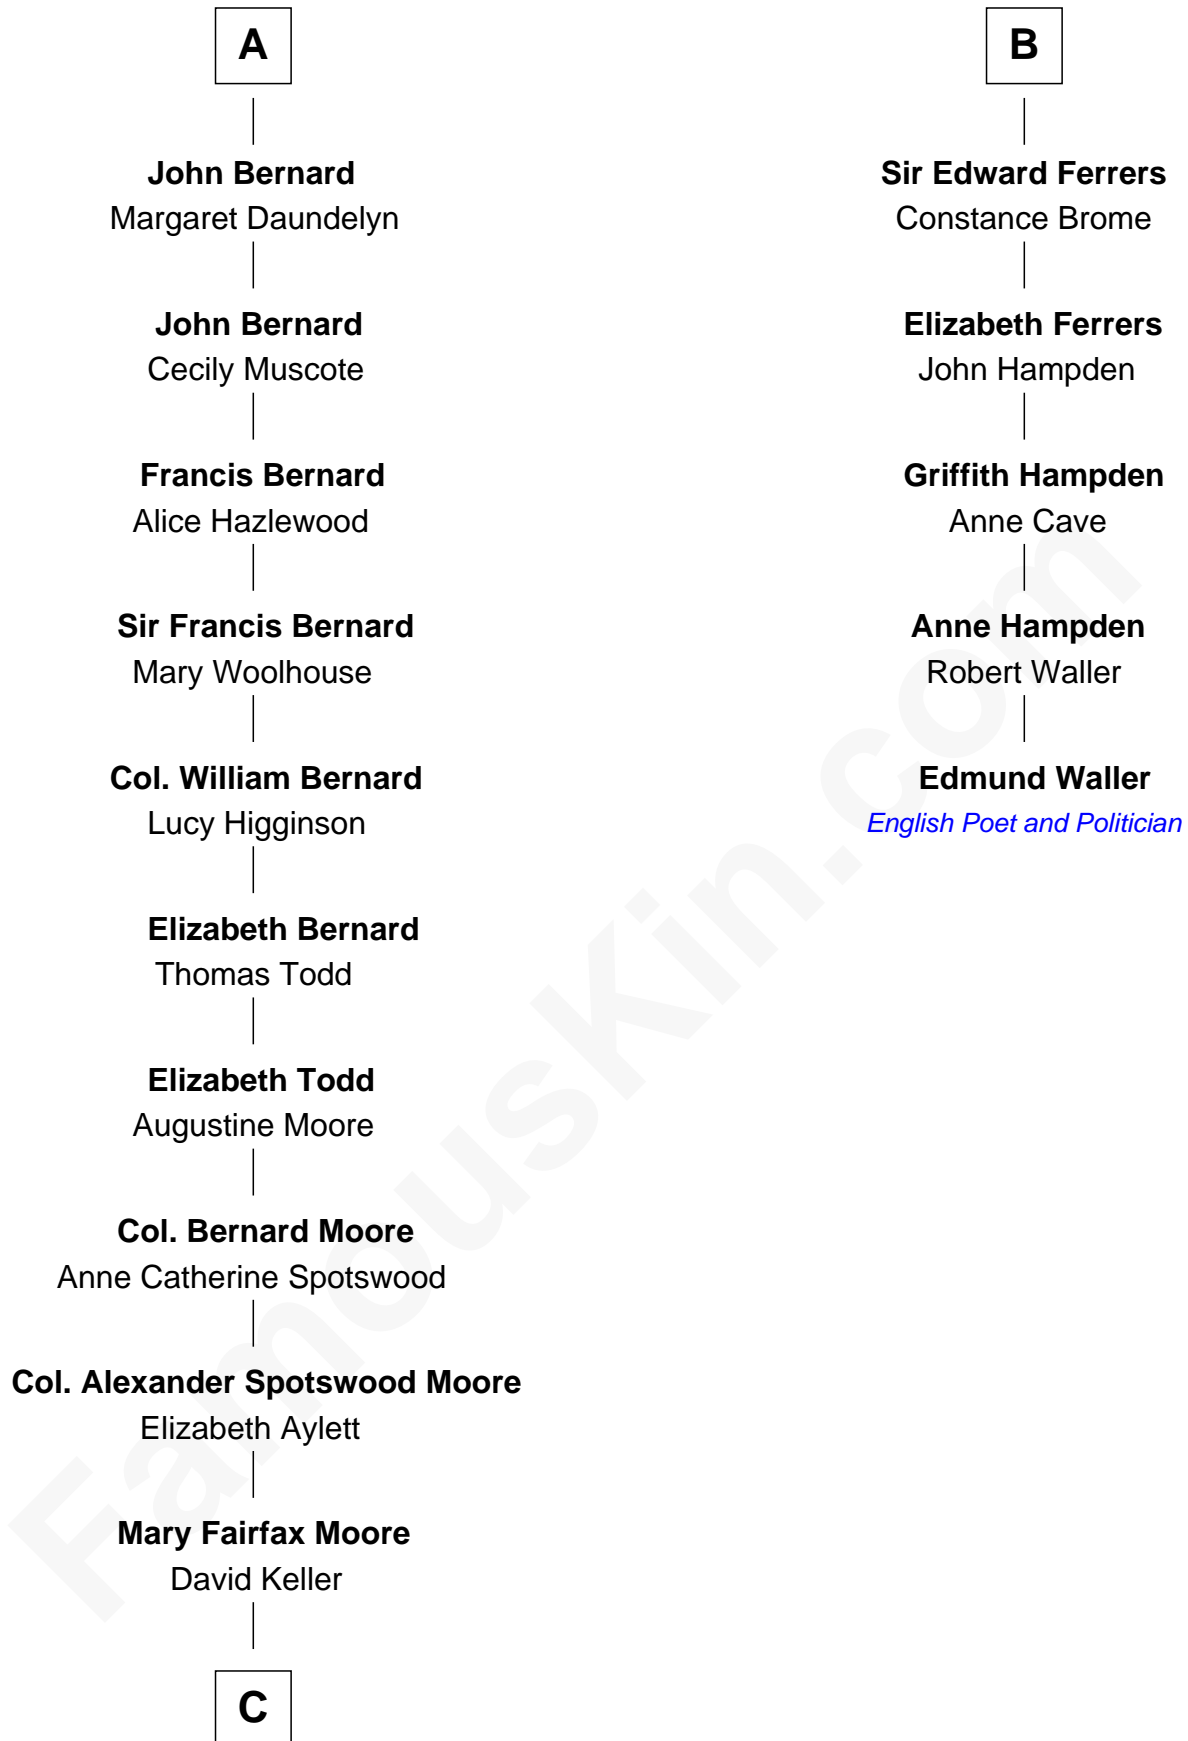 A
John Bernard
Margaret Daundelyn
John Bernard
Cecily Muscote
Francis Bernard
Alice Hazlewood
Sir Francis Bernard
Mary Woolhouse
Col. William Bernard
Lucy Higginson
Elizabeth Bernard
Thomas Todd
Elizabeth Todd
Augustine Moore
Col. Bernard Moore
Anne Catherine Spotswood
Col. Alexander Spotswood Moore
Elizabeth Aylett
Mary Fairfax Moore
David Keller
C
B
Sir Edward Ferrers
Constance Brome
Elizabeth Ferrers
John Hampden
Griffith Hampden
Anne Cave
Anne Hampden
Robert Waller
Edmund Waller
English Poet and Politician
FamousKin.com